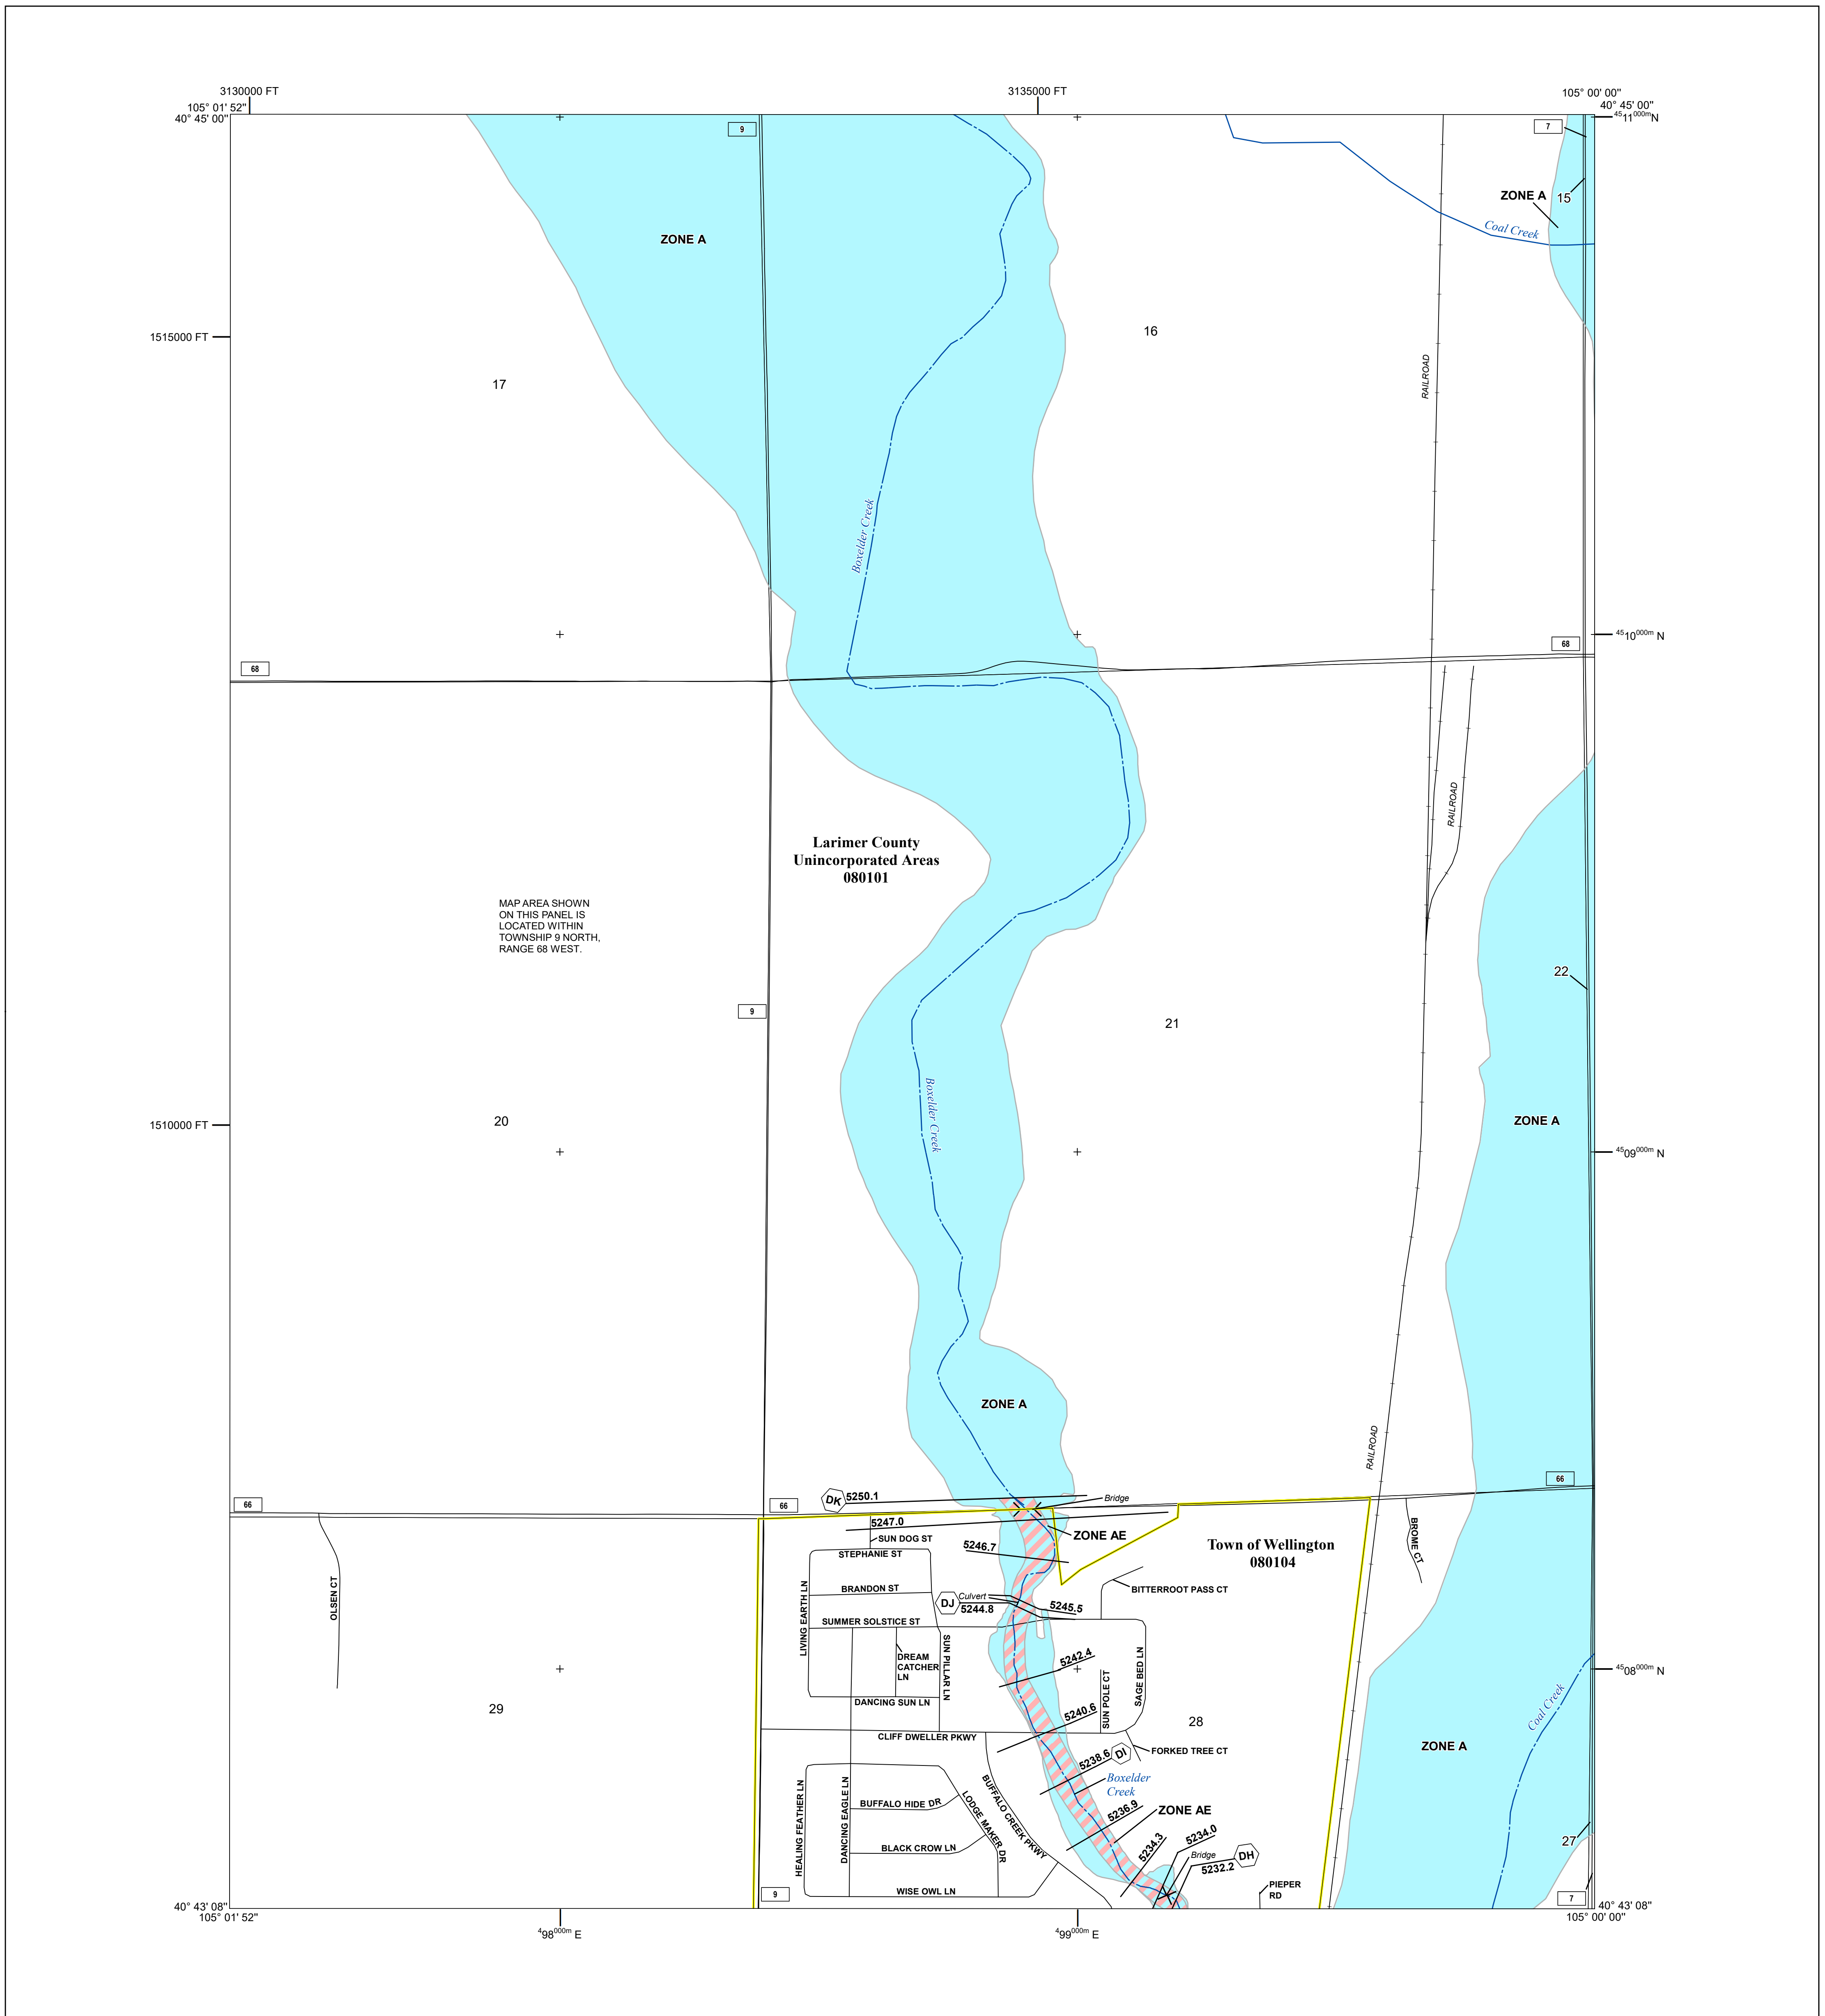 3130000 FT
3135000 FT
105° 01' 52"
40° 45' 00"
105° 00' 00"
40° 45' 00"
4511000m N
9
7
ZONE A
15
ZONE A
Coal Creek
1515000 FT
16
17
RAILROAD
Boxelder Creek
4510000m N
68
68
RAILROAD
Larimer County
Unincorporated Areas
080101
MAP AREA SHOWN
ON THIS PANEL IS
LOCATED WITHIN
TOWNSHIP 9 NORTH,
RANGE 68 WEST.
22
9
21
Boxelder Creek
20
1510000 FT
ZONE A
4509000m N
ZONE A
RAILROAD
66
66
66
DK 5250.1
Bridge
5247.0
SUN DOG ST
ZONE AE
5246.7
STEPHANIE ST
Town of Wellington
080104
BROME CT
OLSEN CT
BRANDON ST
BITTERROOT PASS CT
LIVING EARTH LN
Culvert
DJ
5244.8
5245.5
SUMMER SOLSTICE ST
SUN PILLAR LN
DREAM
CATCHER
LN
5242.4
SAGE BED LN
SUN POLE CT
4508000m N
DANCING SUN LN
5240.6
29
28
Coal Creek
CLIFF DWELLER PKWY
FORKED TREE CT
ZONE A
5238.6 DI
Boxelder
Creek
HEALING FEATHER LN
DANCING EAGLE LN
BUFFALO HIDE DR
LODGE MAKER DR
BUFFALO CREEK PKWY
5236.9
ZONE AE
BLACK CROW LN
5234.3
5234.0
Bridge
DH
5232.2
27
WISE OWL LN
PIEPER
RD
9
7
40° 43' 08"
105° 01' 52"
40° 43' 08"
105° 00' 00"
498000m E
499000m E